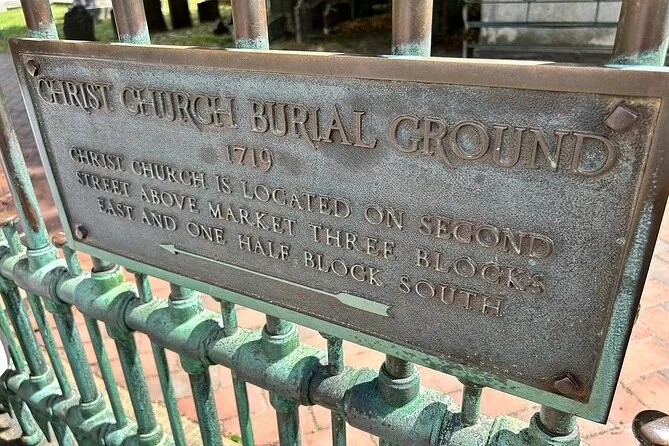 CHRIST CHURCH BURIAL GROUND
1719
CHRIST CHURCH IS LOCATED ON SECOND
STREET ABOVE MARKET THREE BLOCKS
EAST AND ONE HALF BLOCK SOUTH